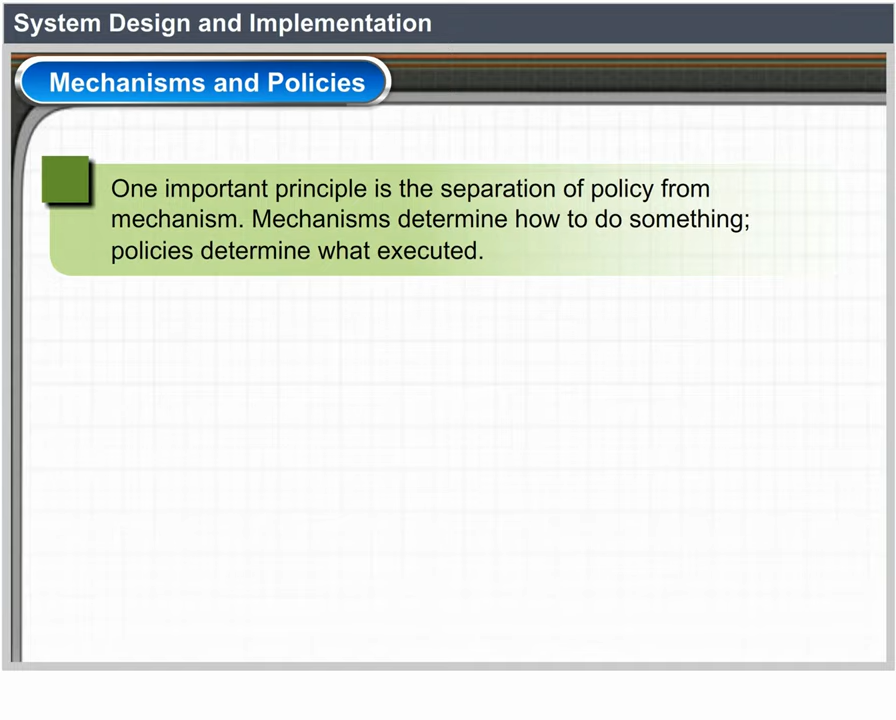 System Design and Implementation
Mechanisms and Policies
One important principle is the separation of policy from
mechanism. Mechanisms determine how to do something;
policies determine what executed.